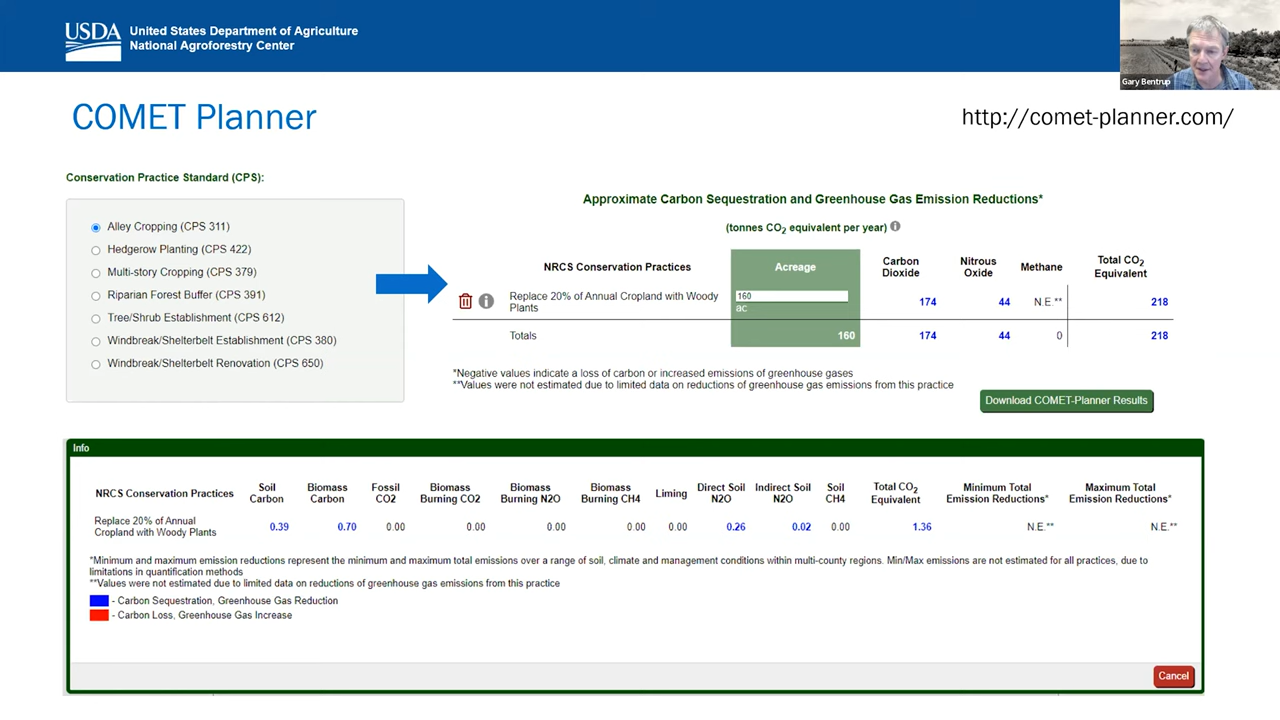 USDA
United States Department of Agriculture
National Agroforestry Center
Gary Bentrup
COMET Planner
http://comet-planner.com/
Conservation Practice Standard (CPS):
Alley Cropping (CPS 311)
Hedgerow Planting (CPS 422)
Multi-story Cropping (CPS 379)
Riparian Forest Buffer (CPS 391)
Tree/Shrub Establishment (CPS 612)
Windbreak/Shelterbelt Establishment (CPS 380)
Windbreak/Shelterbelt Renovation (CPS 650)
Approximate Carbon Sequestration and Greenhouse Gas Emission Reductions*
(tonnes CO2 equivalent per year) i
NRCS Conservation Practices Acreage Carbon Dioxide Nitrous Oxide Methane Total CO2 Equivalent
i Replace 20% of Annual Cropland with Woody Plants 160 ac 174 44 N.E.** 218
Totals 160 174 44 0 218
*Negative values indicate a loss of carbon or increased emissions of greenhouse gases
**Values were not estimated due to limited data on reductions of greenhouse gas emissions from this practice
Download COMET-Planner Results
Info
NRCS Conservation Practices Soil Carbon Biomass Carbon Fossil CO2 Biomass Burning CO2 Biomass Burning N2O Biomass Burning CH4 Liming Direct Soil N2O Indirect Soil N2O Soil CH4 Total CO2 Equivalent Minimum Total Emission Reductions* Maximum Total Emission Reductions*
Replace 20% of Annual Cropland with Woody Plants 0.39 0.70 0.00 0.00 0.00 0.00 0.00 0.26 0.02 0.00 1.36 N.E.** N.E.**
*Minimum and maximum emission reductions represent the minimum and maximum total emissions over a range of soil, climate and management conditions within multi-county regions. Min/Max emissions are not estimated for all practices, due to
limitations in quantification methods
**Values were not estimated due to limited data on reductions of greenhouse gas emissions from this practice
- Carbon Sequestration, Greenhouse Gas Reduction
- Carbon Loss, Greenhouse Gas Increase
Cancel